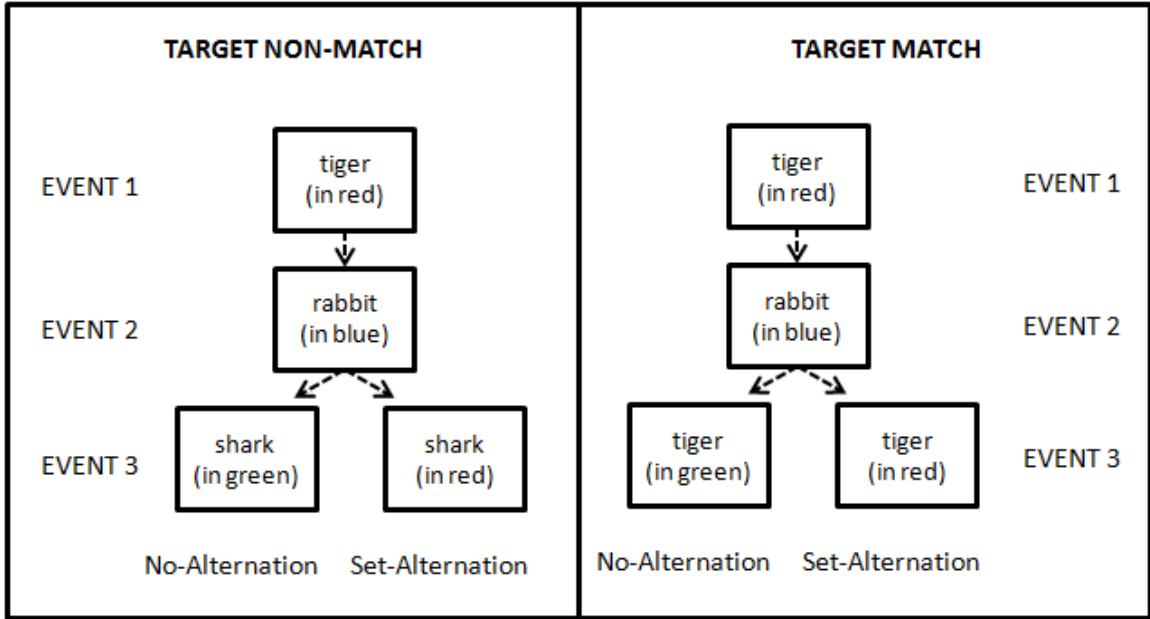 TARGET NON-MATCH
EVENT 1
tiger
(in red)
EVENT 2
rabbit
(in blue)
EVENT 3
shark
(in green)
shark
(in red)
No-Alternation
Set-Alternation
TARGET MATCH
tiger
(in red)
EVENT 1
rabbit
(in blue)
EVENT 2
tiger
(in green)
tiger
(in red)
EVENT 3
No-Alternation
Set-Alternation